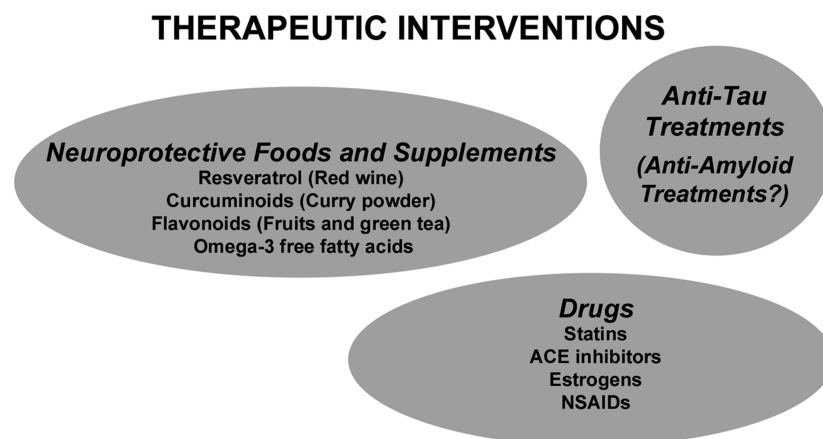 THERAPEUTIC INTERVENTIONS
Neuroprotective Foods and Supplements
Resveratrol (Red wine)
Curcuminoids (Curry powder)
Flavonoids (Fruits and green tea)
Omega-3 free fatty acids
Anti-Tau
Treatments
(Anti-Amyloid
Treatments?)
Drugs
Statins
ACE inhibitors
Estrogens
NSAIDs